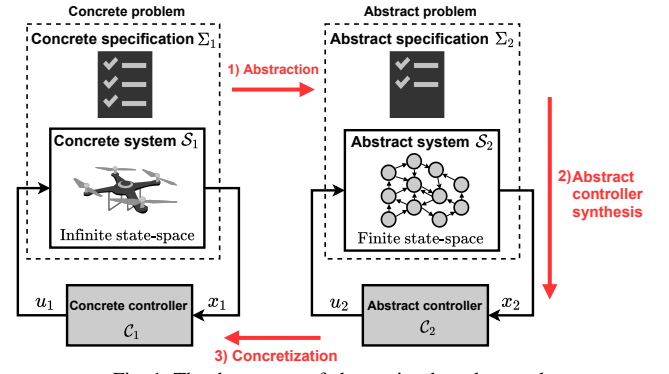 Concrete problem
Concrete specification Σ₁
Concrete system 𝒮₁
Infinite state-space
u₁
Concrete controller
𝒞₁
x₁
1) Abstraction
Abstract problem
Abstract specification Σ₂
Abstract system 𝒮₂
Finite state-space
u₂
Abstract controller
𝒞₂
x₂
2) Abstract
controller
synthesis
3) Concretization